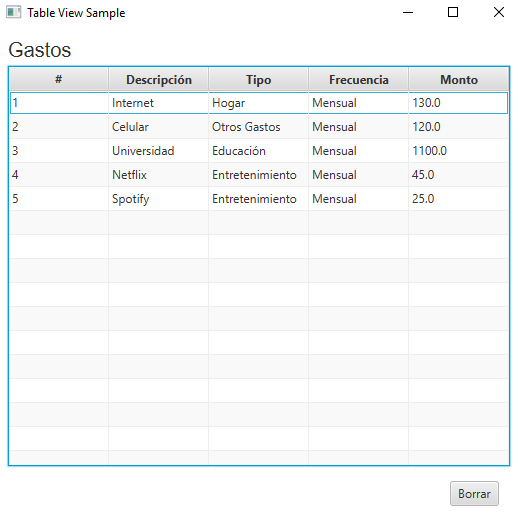 Table View Sample
Gastos
# Descripción Tipo Frecuencia Monto
1 Internet Hogar Mensual 130.0
2 Celular Otros Gastos Mensual 120.0
3 Universidad Educación Mensual 1100.0
4 Netflix Entretenimiento Mensual 45.0
5 Spotify Entretenimiento Mensual 25.0
Borrar